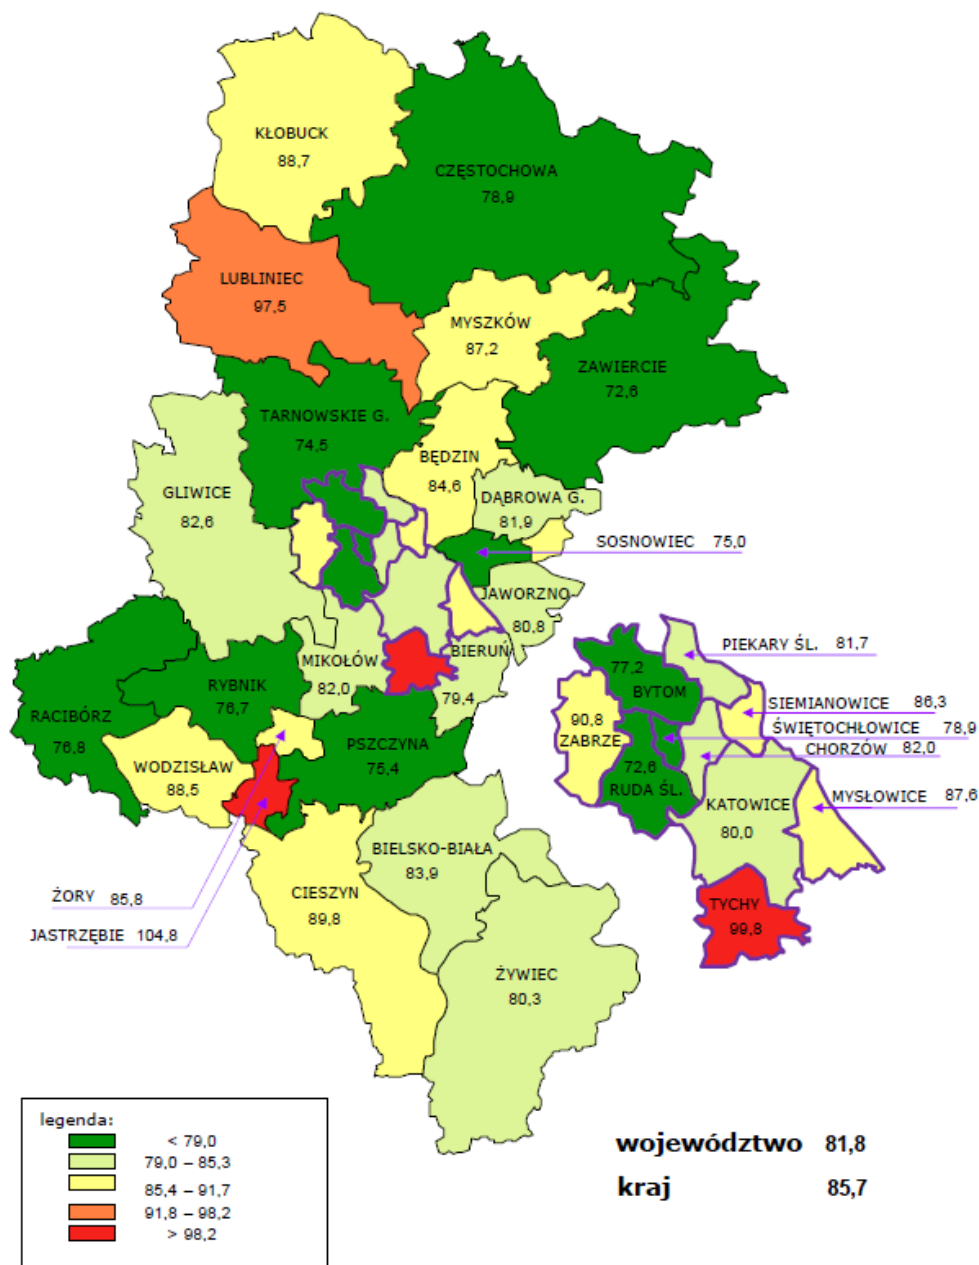 KŁOBUCK
88,7
CZĘSTOCHOWA
78,9
LUBLINIEC
97,5
MYSZKÓW
87,2
ZAWIERCIE
72,6
TARNOWSKIE G.
74,5
BĘDZIN
84,6
GLIWICE
82,6
DĄBROWA G.
81,9
SOSNOWIEC 75,0
JAWORZNO
80,8
MIKOŁÓW
82,0
BIERUŃ
79,4
RYBNIK
76,7
RACIBÓRZ
76,8
WODZISŁAW
88,5
PSZCZYNA
75,4
BIELSKO-BIAŁA
83,9
CIESZYN
89,8
ŻORY 85,8
JASTRZĘBIE 104,8
ŻYWIEC
80,3
PIEKARY ŚL. 81,7
77,2
BYTOM
SIEMIANOWICE 86,3
90,8
ZABRZE
ŚWIĘTOCHŁOWICE 78,9
CHORZÓW 82,0
72,6
RUDA ŚL.
KATOWICE
80,0
MYSŁOWICE 87,6
TYCHY
99,8
legenda:
< 79,0
79,0 – 85,3
85,4 – 91,7
91,8 – 98,2
> 98,2
województwo 81,8
kraj 85,7